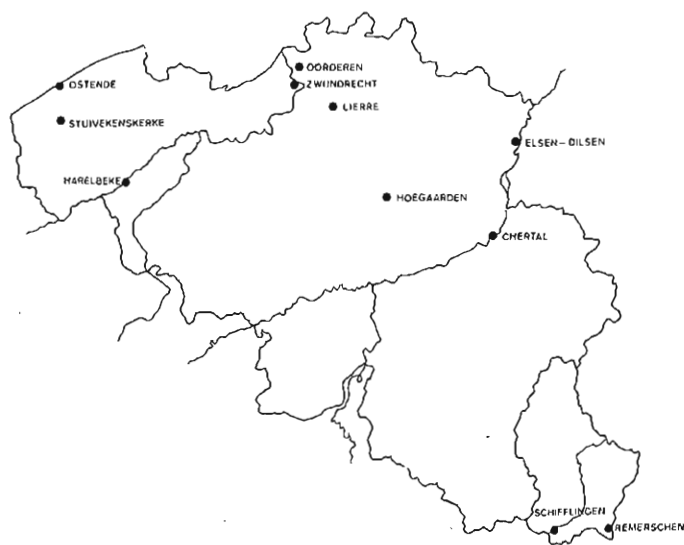 OORDEREN
OSTENDE
ZWIJNDRECHT
LIERRE
STUIVEKENSKERKE
ELSEN-DILSEN
HARELBEKE
HOEGAARDEN
CHERTAL
SCHIFFLINGEN
REMERSCHEN